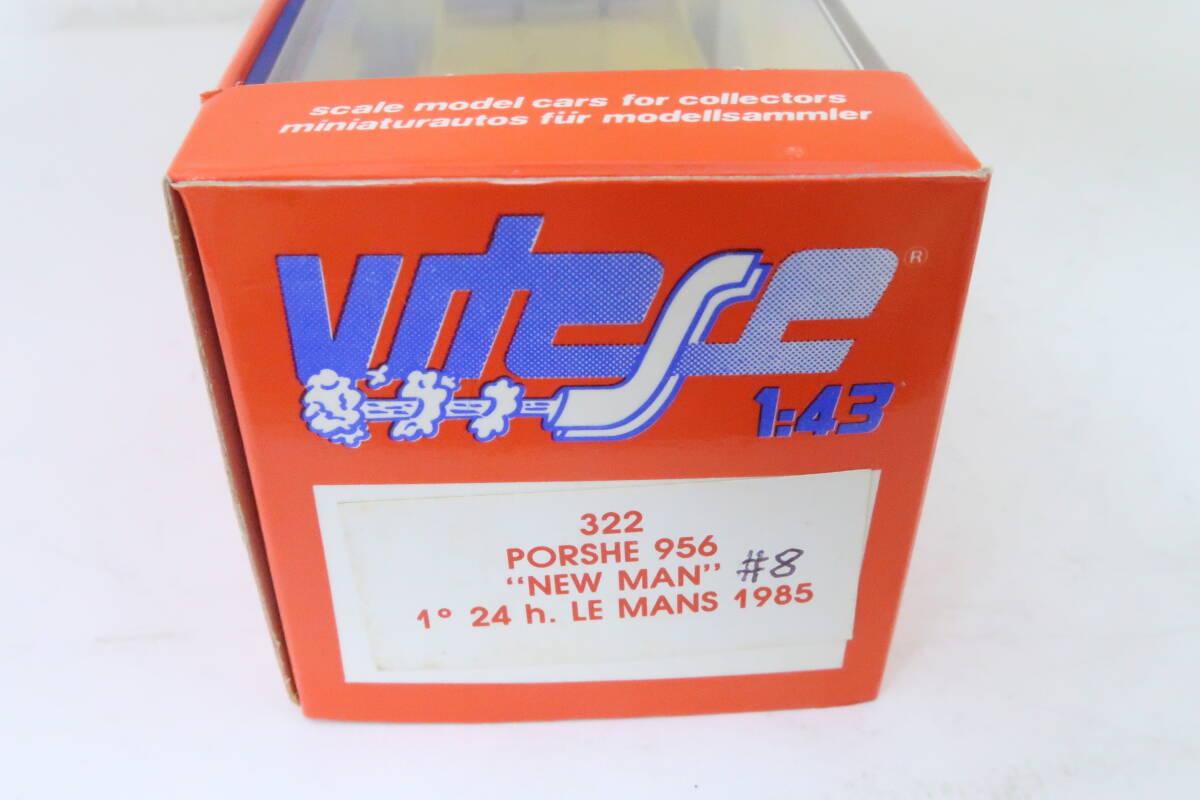 scale model cars for collectors
miniaturautos für modellsammler
Vitesse ®
1:43
322
PORSHE 956
“NEW MAN” #8
1° 24 h. LE MANS 1985